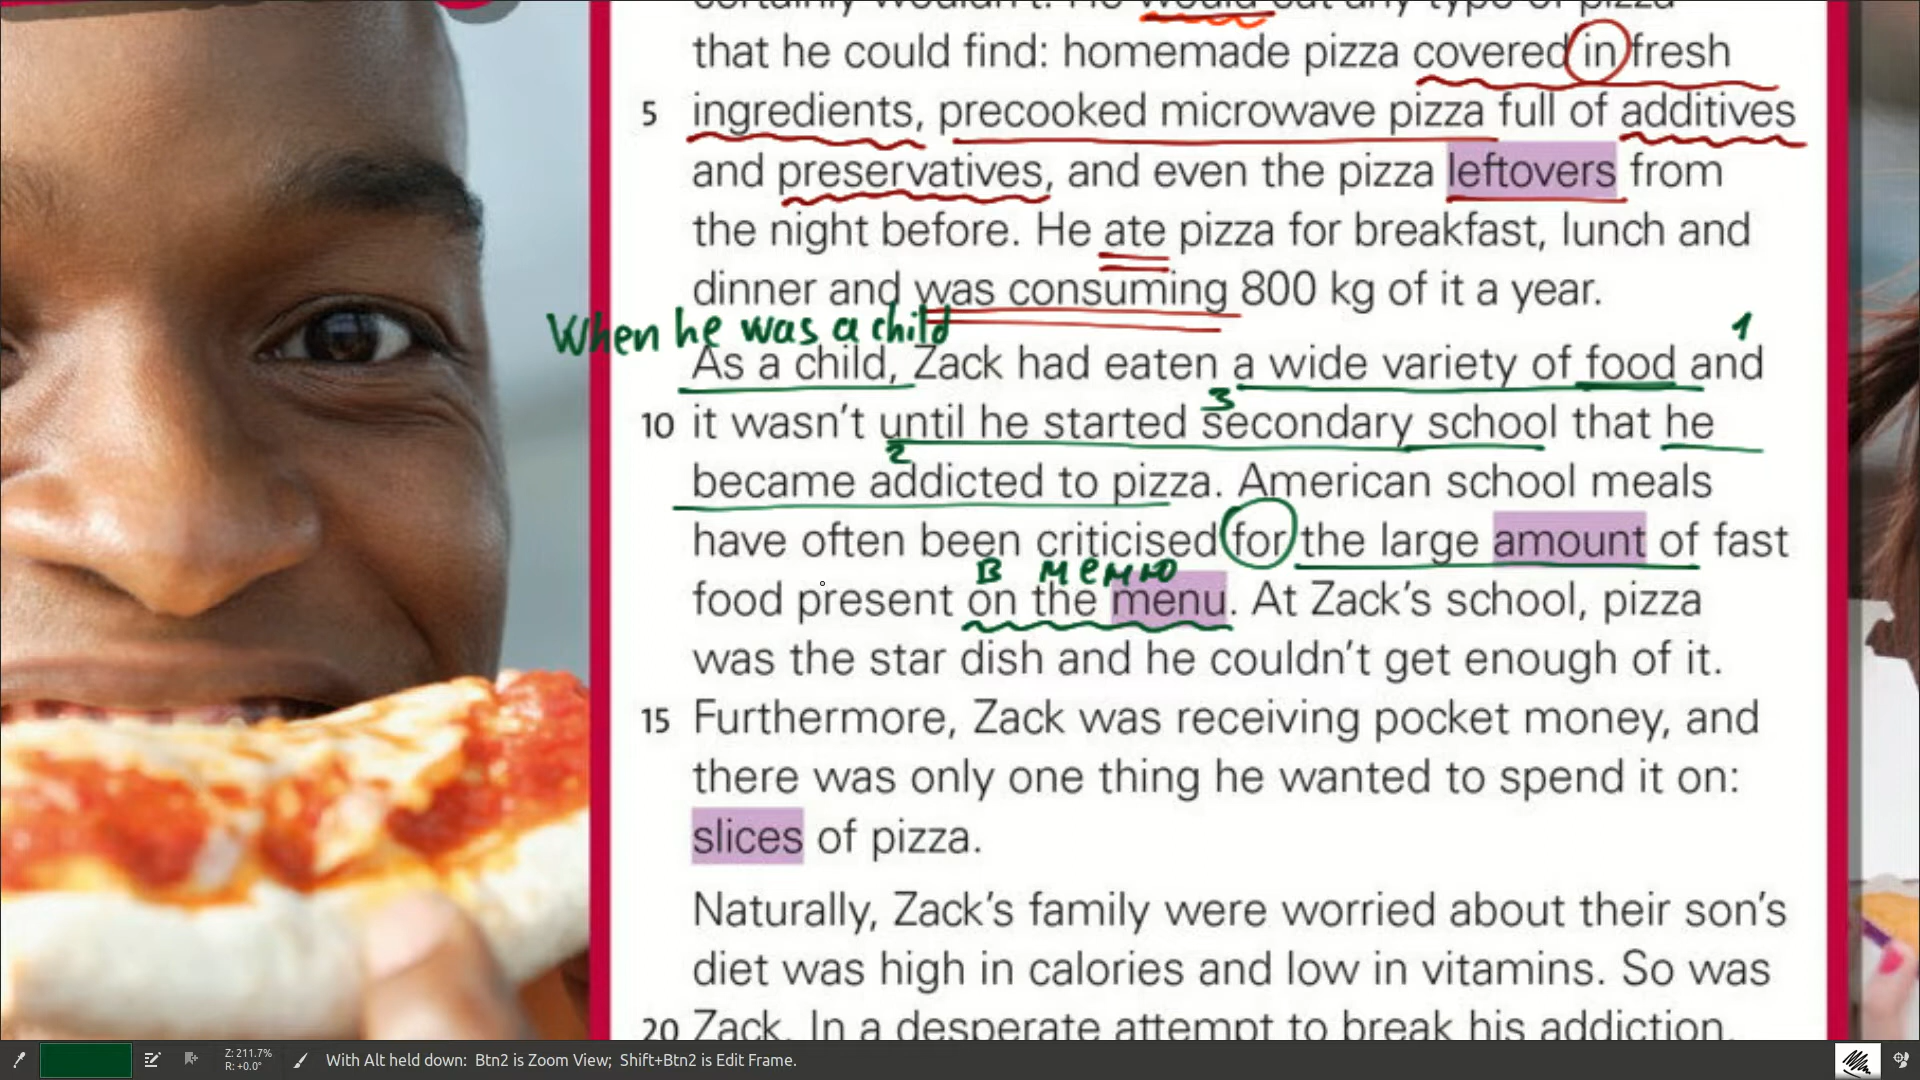 that he could find: homemade pizza covered in fresh
5 ingredients, precooked microwave pizza full of additives
and preservatives, and even the pizza leftovers from
the night before. He ate pizza for breakfast, lunch and
dinner and was consuming 800 kg of it a year.
When he was a child
1
As a child, Zack had eaten a wide variety of food and
3
10 it wasn't until he started secondary school that he
2
became addicted to pizza. American school meals
have often been criticised for the large amount of fast
в меню
food present on the menu. At Zack's school, pizza
was the star dish and he couldn't get enough of it.
15 Furthermore, Zack was receiving pocket money, and
there was only one thing he wanted to spend it on:
slices of pizza.
Naturally, Zack's family were worried about their son's
diet was high in calories and low in vitamins. So was
20 Zack. In a desperate attempt to break his addiction,
Z: 211.7%
R: +0.0°
With Alt held down: Btn2 is Zoom View; Shift+Btn2 is Edit Frame.